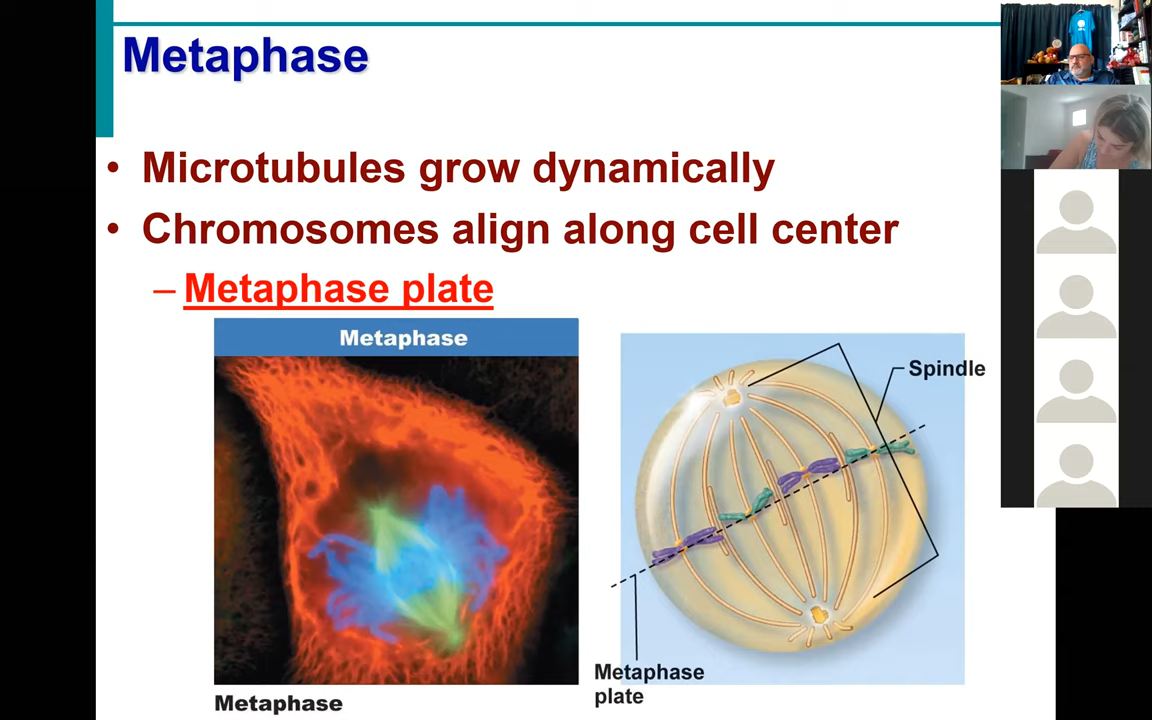 Metaphase
• Microtubules grow dynamically
• Chromosomes align along cell center
– Metaphase plate
Metaphase
Spindle
Metaphase
plate
Metaphase